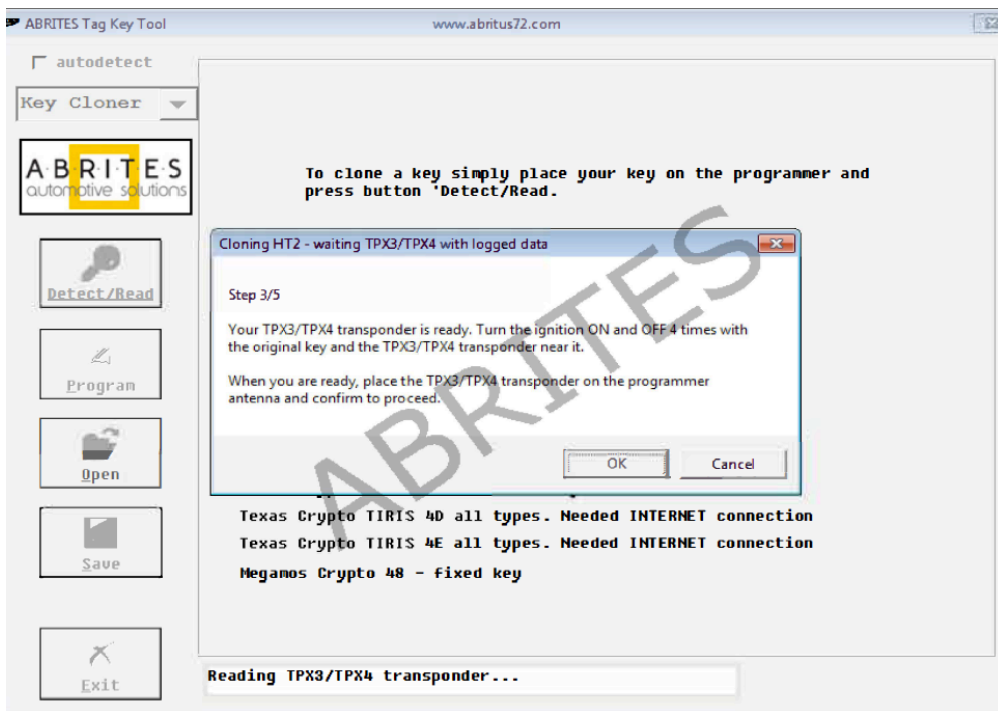 ABRITES Tag Key Tool www.abritus72.com
autodetect
Key Cloner
A·B·R·I·T·E·S
automotive solutions
To clone a key simply place your key on the programmer and
press button 'Detect/Read.
Detect/Read
Program
Open
Save
Exit
Cloning HT2 - waiting TPX3/TPX4 with logged data
Step 3/5
Your TPX3/TPX4 transponder is ready. Turn the ignition ON and OFF 4 times with
the original key and the TPX3/TPX4 transponder near it.
When you are ready, place the TPX3/TPX4 transponder on the programmer
antenna and confirm to proceed.
OK Cancel
ABRITES
Texas Crypto TIRIS 4D all types. Needed INTERNET connection
Texas Crypto TIRIS 4E all types. Needed INTERNET connection
Megamos Crypto 48 - fixed key
Reading TPX3/TPX4 transponder...